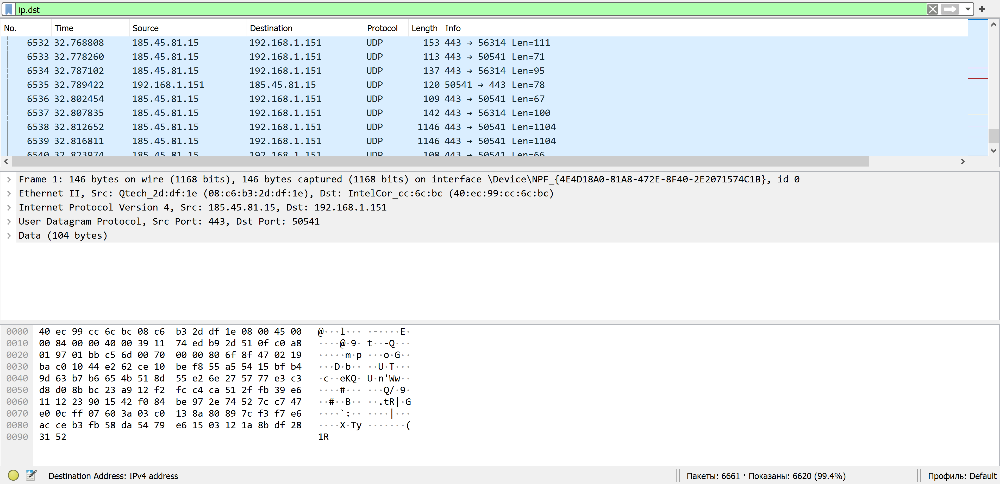 ip.dst
No. Time Source Destination Protocol Length Info
6532 32.768808 185.45.81.15 192.168.1.151 UDP 153 443 → 56314 Len=111
6533 32.778260 185.45.81.15 192.168.1.151 UDP 113 443 → 50541 Len=71
6534 32.787102 185.45.81.15 192.168.1.151 UDP 137 443 → 56314 Len=95
6535 32.789422 192.168.1.151 185.45.81.15 UDP 120 50541 → 443 Len=78
6536 32.802454 185.45.81.15 192.168.1.151 UDP 109 443 → 50541 Len=67
6537 32.807835 185.45.81.15 192.168.1.151 UDP 142 443 → 56314 Len=100
6538 32.812652 185.45.81.15 192.168.1.151 UDP 1146 443 → 50541 Len=1104
6539 32.816811 185.45.81.15 192.168.1.151 UDP 1146 443 → 50541 Len=1104
6540 32.823974 185.45.81.15 192.168.1.151 UDP 108 443 → 50541 Len=66
Frame 1: 146 bytes on wire (1168 bits), 146 bytes captured (1168 bits) on interface \Device\NPF_{4E4D18A0-81A8-472E-8F40-2E2071574C1B}, id 0
Ethernet II, Src: Qtech_2d:df:1e (08:c6:b3:2d:df:1e), Dst: IntelCor_cc:6c:bc (40:ec:99:cc:6c:bc)
Internet Protocol Version 4, Src: 185.45.81.15, Dst: 192.168.1.151
User Datagram Protocol, Src Port: 443, Dst Port: 50541
Data (104 bytes)
0000 40 ec 99 cc 6c bc 08 c6 b3 2d df 1e 08 00 45 00 @···l··· ·-····E·
0010 00 84 00 00 40 00 39 11 74 ed b9 2d 51 0f c0 a8 ····@·9· t··-Q···
0020 01 97 01 bb c5 6d 00 70 00 00 80 6f 8f 47 02 19 ·····m·p ···o·G··
0030 ba c0 10 44 e2 62 ce 10 be f8 55 a5 54 15 bf b4 ···D·b·· ··U·T···
0040 9d 63 b7 b6 65 4b 51 8d 55 e2 6e 27 57 77 e3 c3 ·c··eKQ· U·n'Ww··
0050 d8 d0 8b bc 23 a9 12 f2 fc c4 ca 51 2f fb 39 e6 ····#··· ···Q/·9·
0060 11 12 23 90 15 42 f0 84 be 97 2e 74 52 7c c7 47 ··#··B·· ··.tR|·G
0070 e0 0c ff 07 60 3a 03 c0 13 8a 80 89 7c f3 f7 e6 ····`:·· ····|···
0080 ac ce b3 fb 58 da 54 79 e6 15 03 12 1a 8b df 28 ····X·Ty ·······(
0090 31 52 1R
Destination Address: IPv4 address Пакеты: 6661 · Показаны: 6620 (99.4%) Профиль: Default